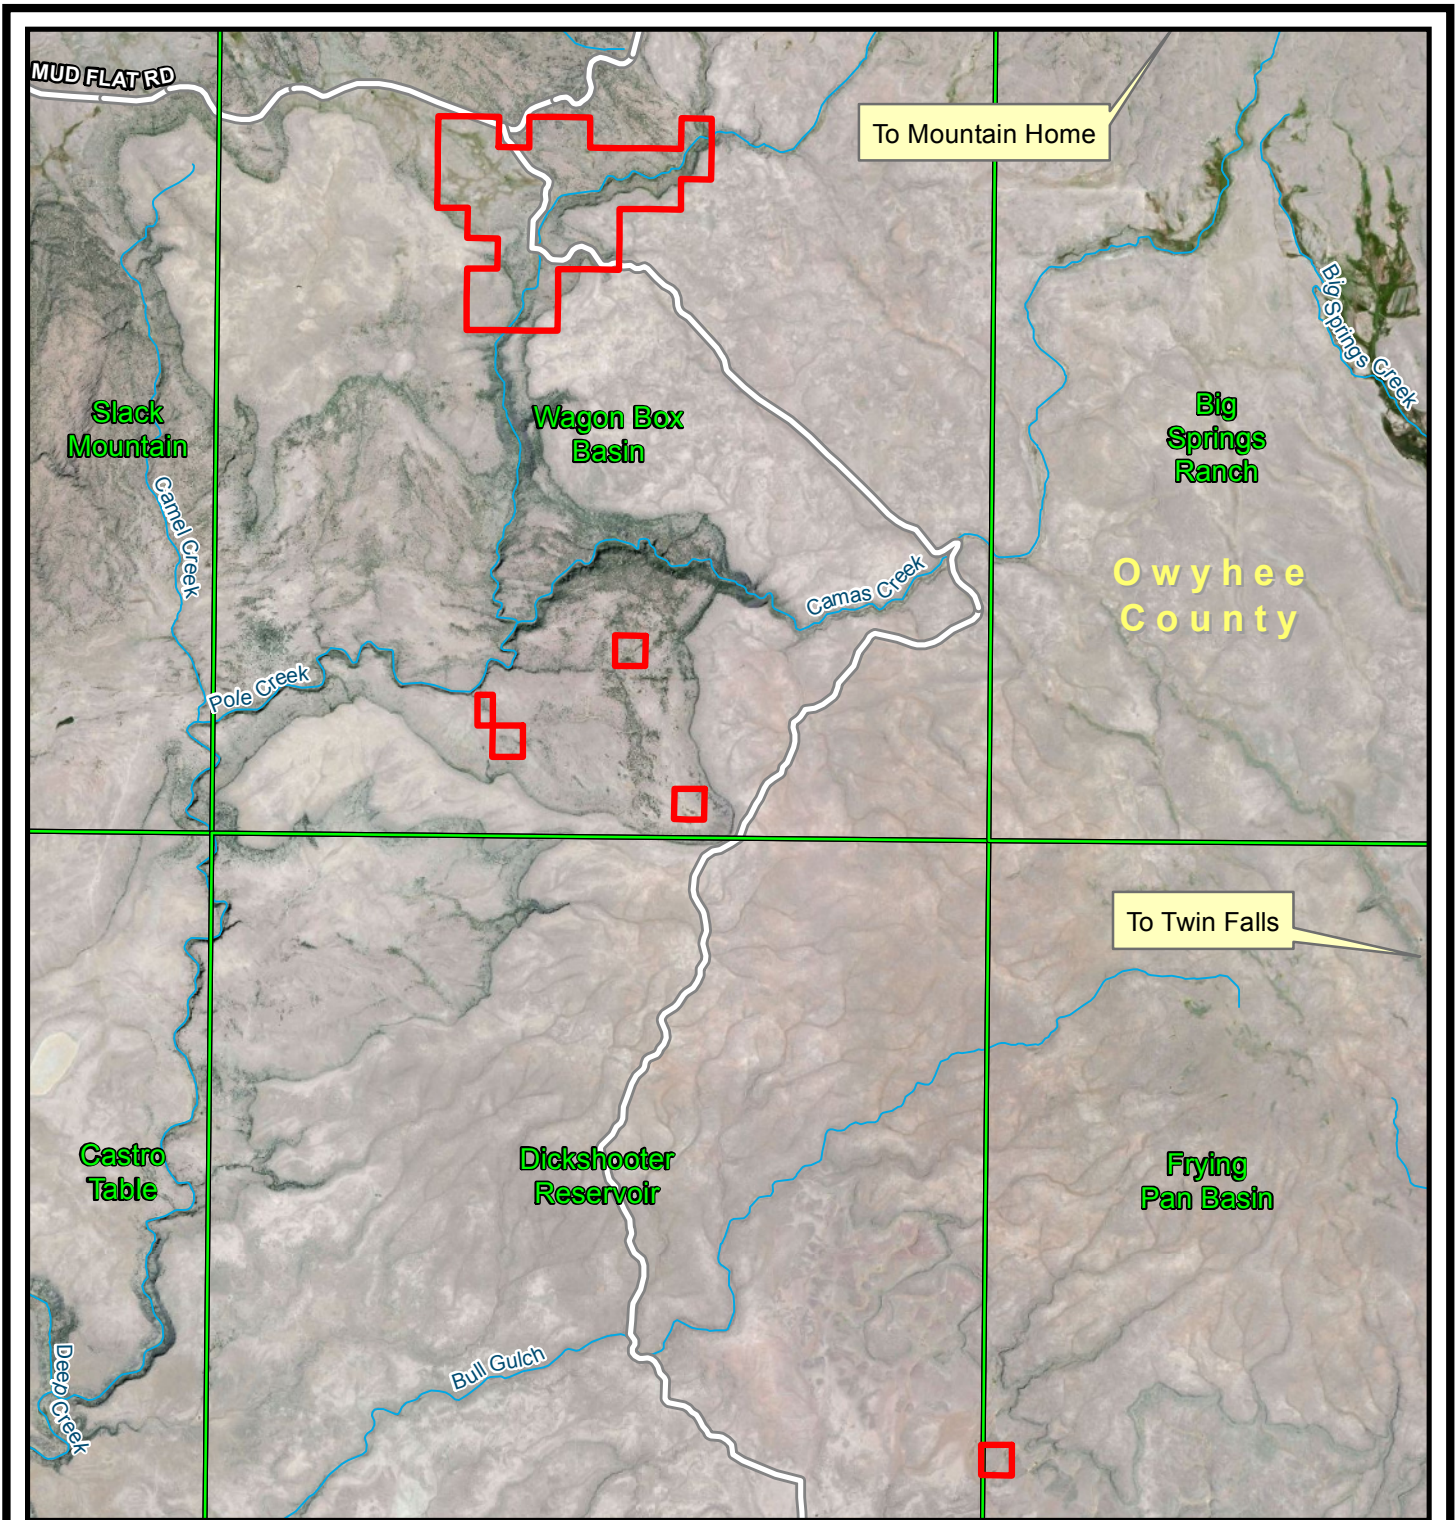 MUD FLAT RD
To Mountain Home
Big Springs Creek
Slack
Mountain
Wagon Box
Basin
Big
Springs
Ranch
Camel Creek
Owyhee
County
Camas Creek
Pole Creek
To Twin Falls
Castro
Table
Dickshooter
Reservoir
Frying
Pan Basin
Bull Gulch
Deep Creek